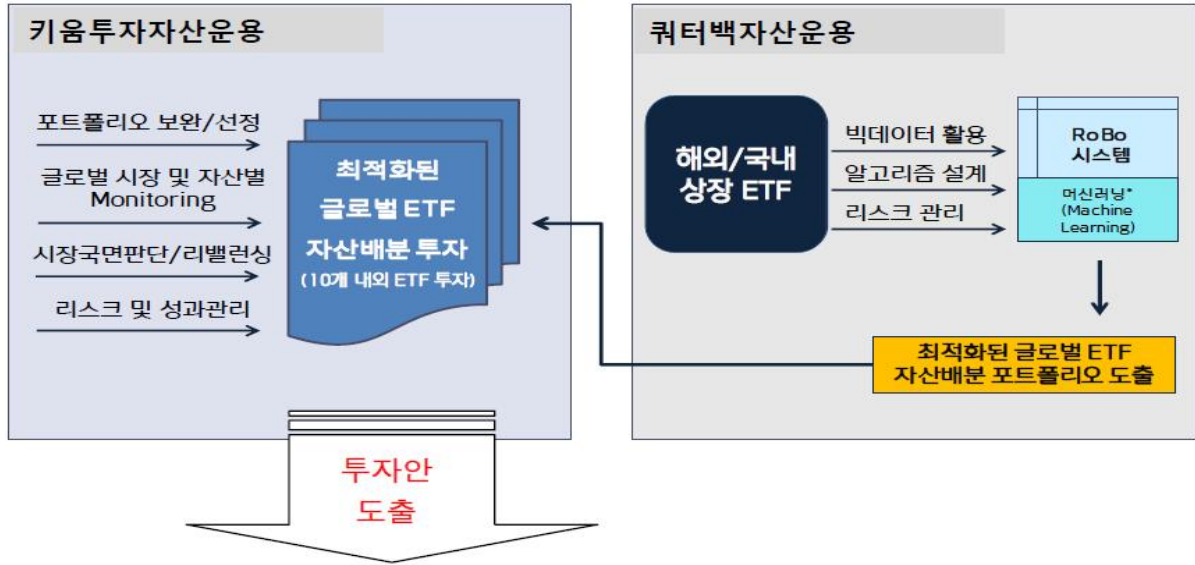 키움투자자산운용
포트폴리오 보완/선정
글로벌 시장 및 자산별
Monitoring
시장국면판단/리밸런싱
리스크 및 성과관리
최적화된
글로벌 ETF
자산배분 투자
(10개 내외 ETF 투자)
쿼터백자산운용
해외/국내
상장 ETF
빅데이터 활용
알고리즘 설계
리스크 관리
RoBo
시스템
머신러닝*
(Machine
Learning)
최적화된 글로벌 ETF
자산배분 포트폴리오 도출
투자안
도출